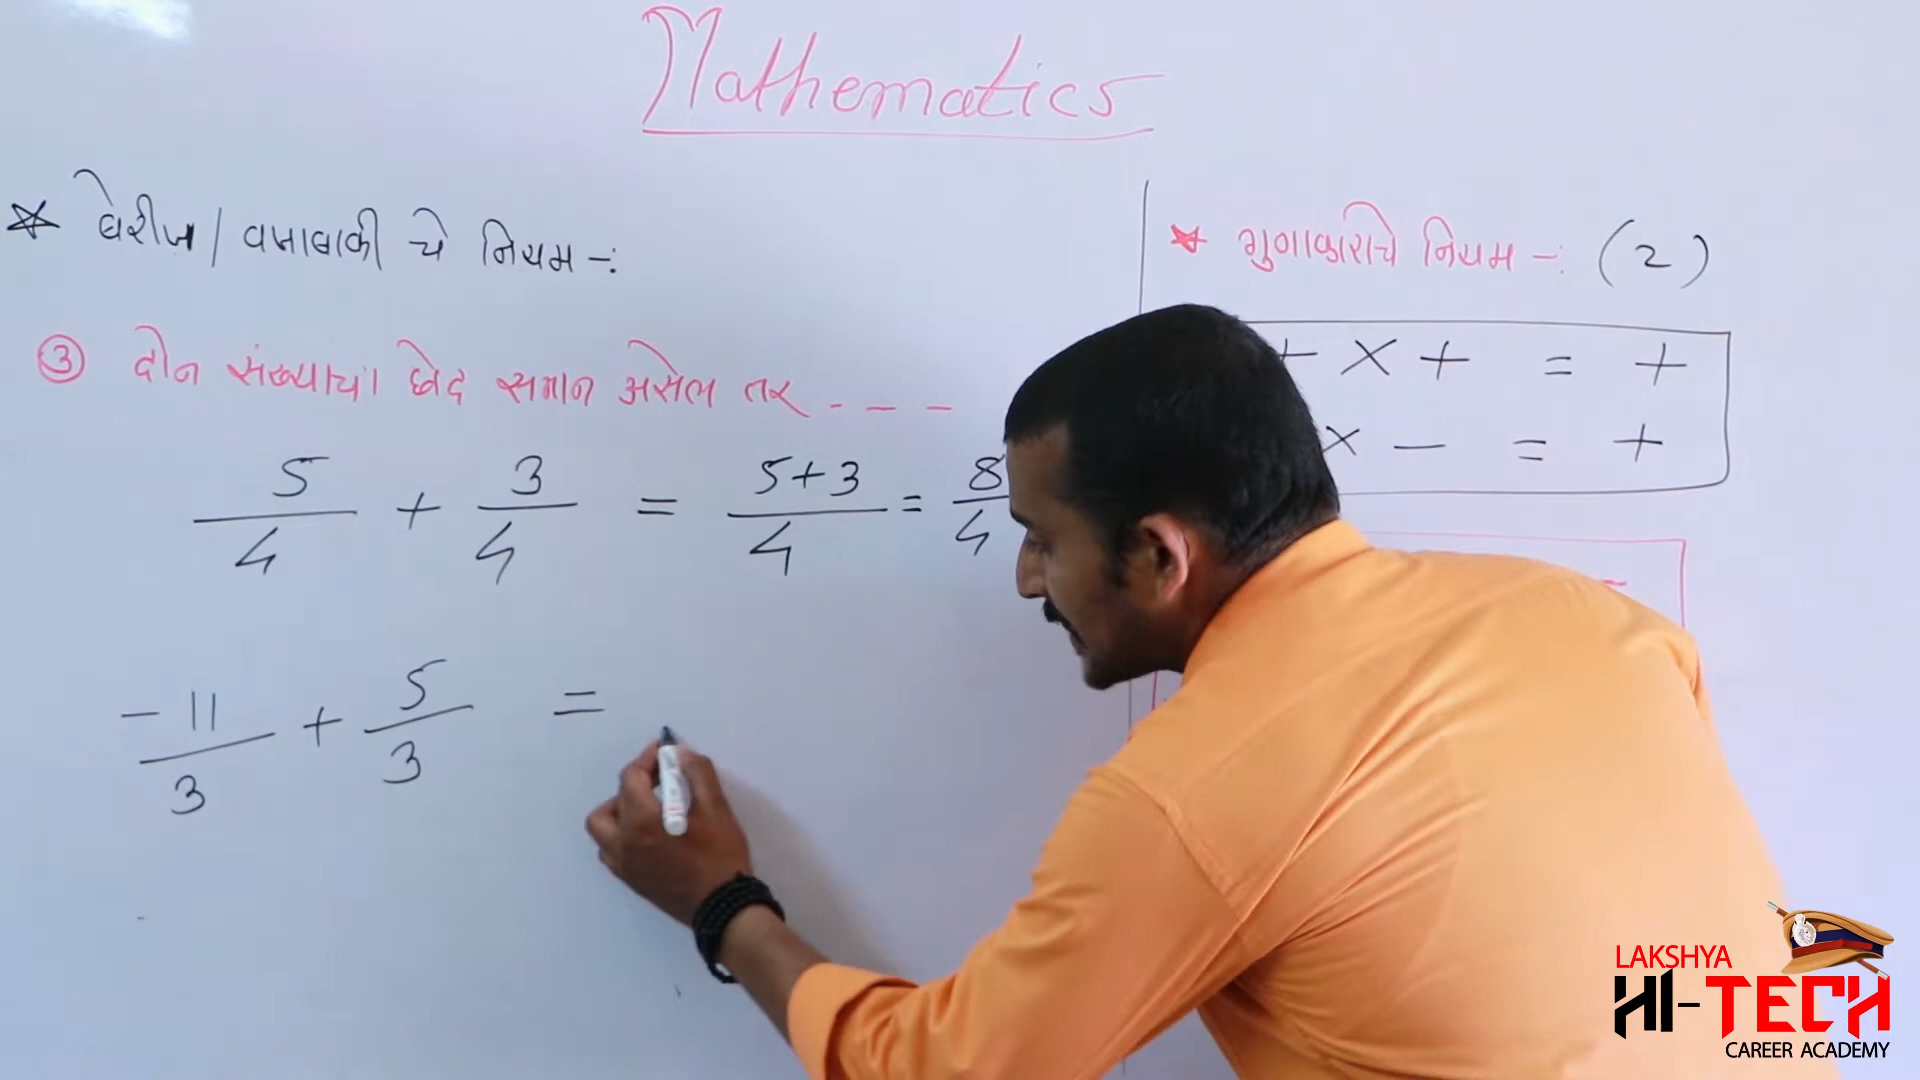 Mathematics
* बेरीज / वजाबाकी चे नियम -:
③ दोन संख्याचा छेद समान असेल तर - - -
5/4 + 3/4 = 5+3/4 = 8/4
-11/3 + 5/3 =
* गुणाकाराचे नियम -: (2)
+ × + = +
× - = +
LAKSHYA
HI-TECH
CAREER ACADEMY